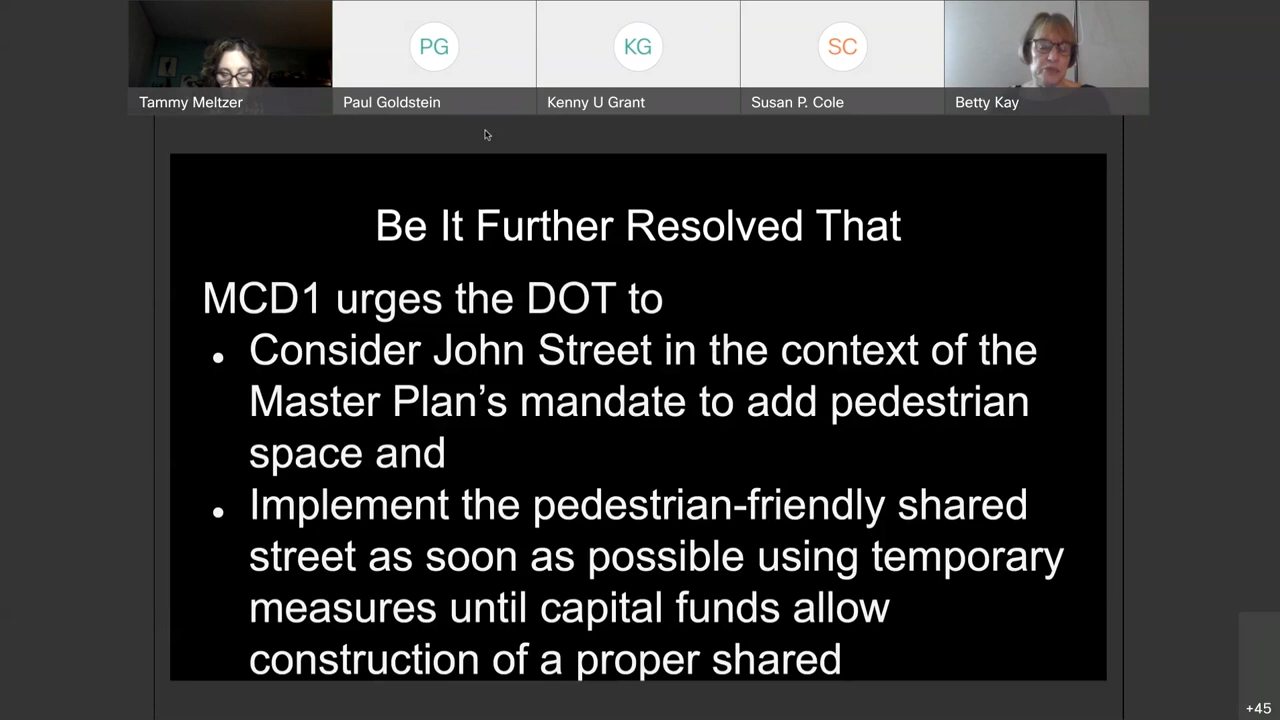 PG
KG
SC
Tammy Meltzer
Paul Goldstein
Kenny U Grant
Susan P. Cole
Betty Kay
Be It Further Resolved That
MCD1 urges the DOT to
• Consider John Street in the context of the
Master Plan’s mandate to add pedestrian
space and
• Implement the pedestrian-friendly shared
street as soon as possible using temporary
measures until capital funds allow
construction of a proper shared
+45